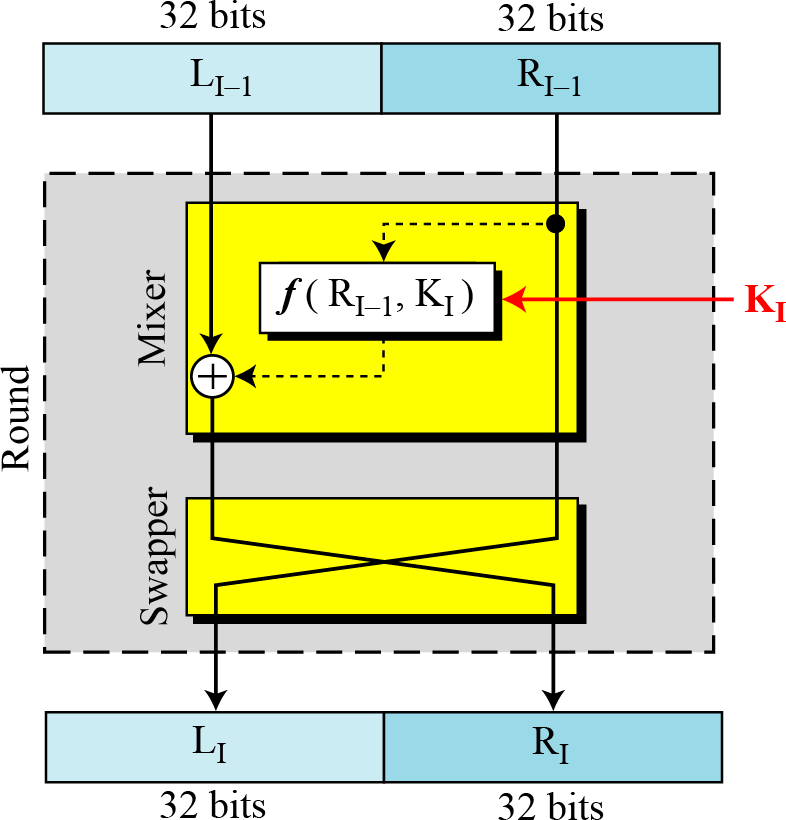 32 bits 32 bits
L_{I–1} R_{I–1}
Round
Mixer
f ( R_{I–1}, K_I )
K_I
⊕
Swapper
L_I R_I
32 bits 32 bits